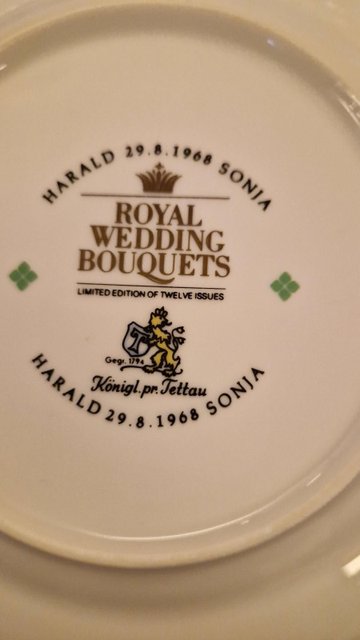 HARALD 29.8.1968 SONJA
ROYAL
WEDDING
BOUQUETS
LIMITED EDITION OF TWELVE ISSUES
T
Gegr. 1794
Königl.pr.Tettau
HARALD 29.8.1968 SONJA